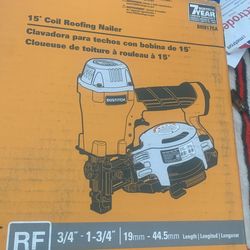 15° Coil Roofing Nailer
Clavadora para techos con bobina de 15°
Cloueuse de toiture à rouleau à 15°
7
YEAR
BOSTITCH
RF
3/4" - 1-3/4"
19mm - 44.5mm
Length | Longitud | Longueur